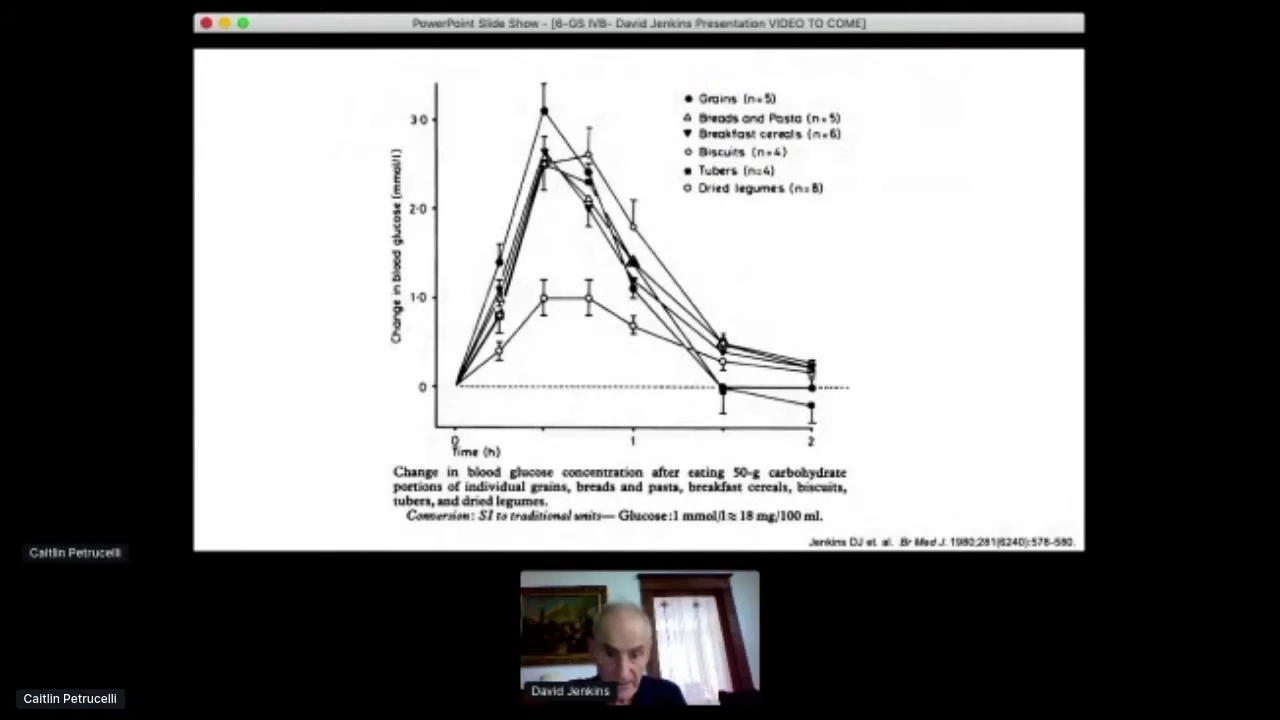 PowerPoint Slide Show - [6-GS IVB- David Jenkins Presentation VIDEO TO COME]
Grains (n=5)
Breads and Pasta (n=5)
Breakfast cereals (n=6)
Biscuits (n=4)
Tubers (n=4)
Dried legumes (n=8)
Change in blood glucose (mmol/l)
3·0
2·0
1·0
0
0 1 2
Time (h)
Change in blood glucose concentration after eating 50-g carbohydrate
portions of individual grains, breads and pasta, breakfast cereals, biscuits,
tubers, and dried legumes.
Conversion: SI to traditional units— Glucose:1 mmol/l ≈ 18 mg/100 ml.
Jenkins DJ et. al. Br Med J. 1980;281(6240):578-580.
Caitlin Petrucelli
David Jenkins
Caitlin Petrucelli